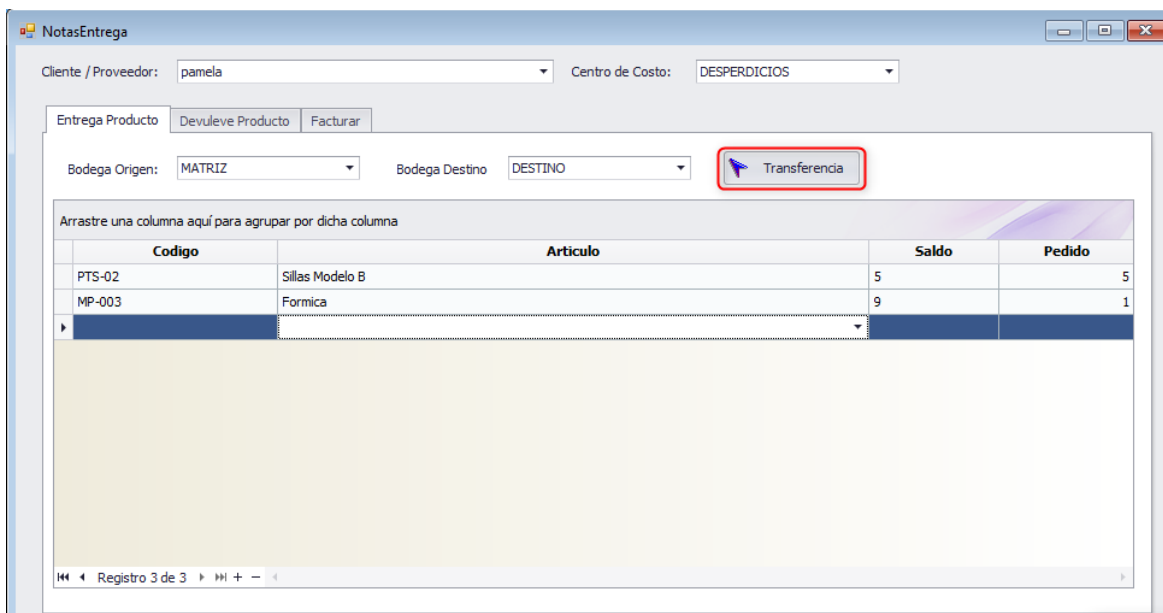 NotasEntrega
Cliente / Proveedor: pamela Centro de Costo: DESPERDICIOS
Entrega Producto Devuleve Producto Facturar
Bodega Origen: MATRIZ Bodega Destino DESTINO Transferencia
Arrastre una columna aquí para agrupar por dicha columna
Codigo Articulo Saldo Pedido
PTS-02 Sillas Modelo B 5 5
MP-003 Formica 9 1
Registro 3 de 3